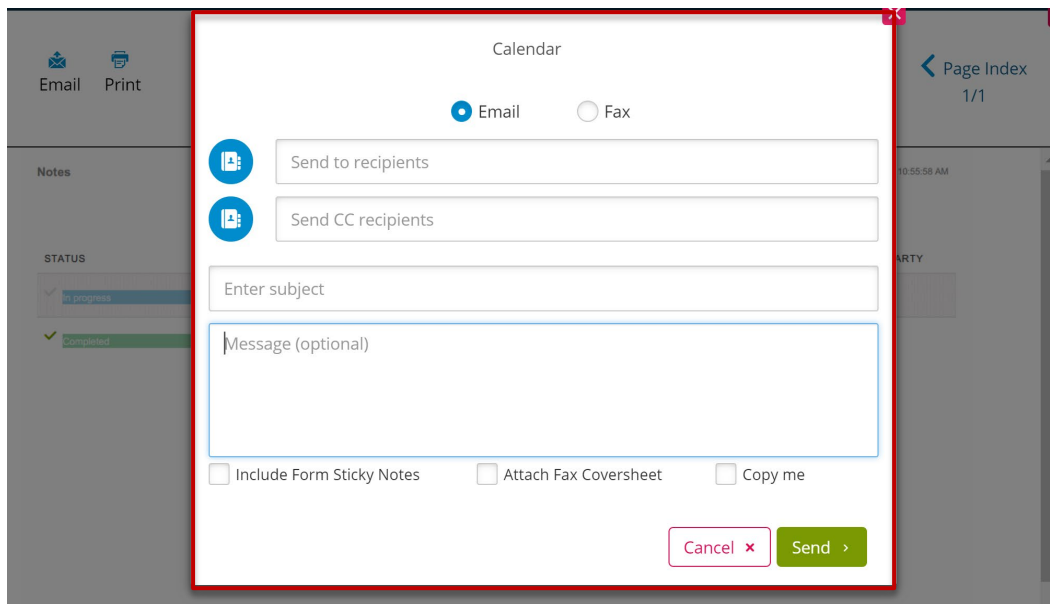 Calendar
Email Print
Page Index
1/1
Email Fax
Send to recipients
Notes
10:55:58 AM
Send CC recipients
STATUS
ARTY
Enter subject
In progress
Completed
Message (optional)
Include Form Sticky Notes Attach Fax Coversheet Copy me
Cancel Send